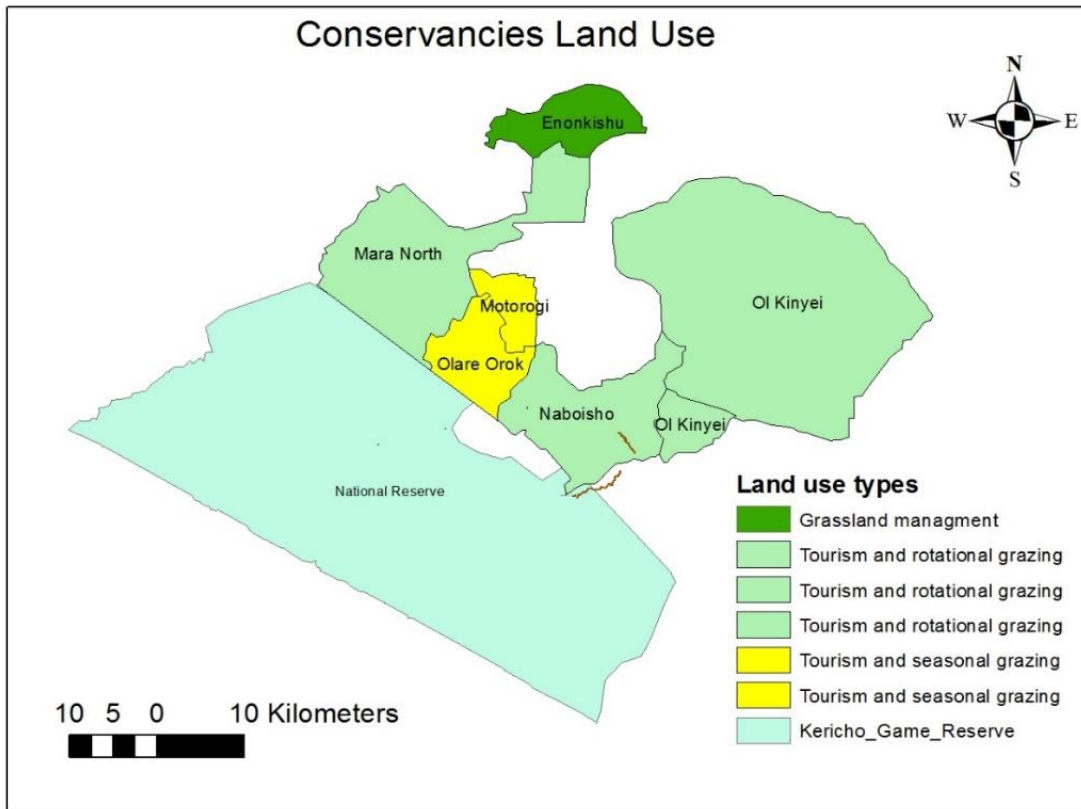 Conservancies Land Use
N
W E
S
Enonkishu
Mara North
Motorogi
Ol Kinyei
Olare Orok
Naboisho
Ol Kinyei
National Reserve
Land use types
Grassland managment
Tourism and rotational grazing
Tourism and rotational grazing
Tourism and rotational grazing
Tourism and seasonal grazing
Tourism and seasonal grazing
Kericho_Game_Reserve
10 5 0 10 Kilometers